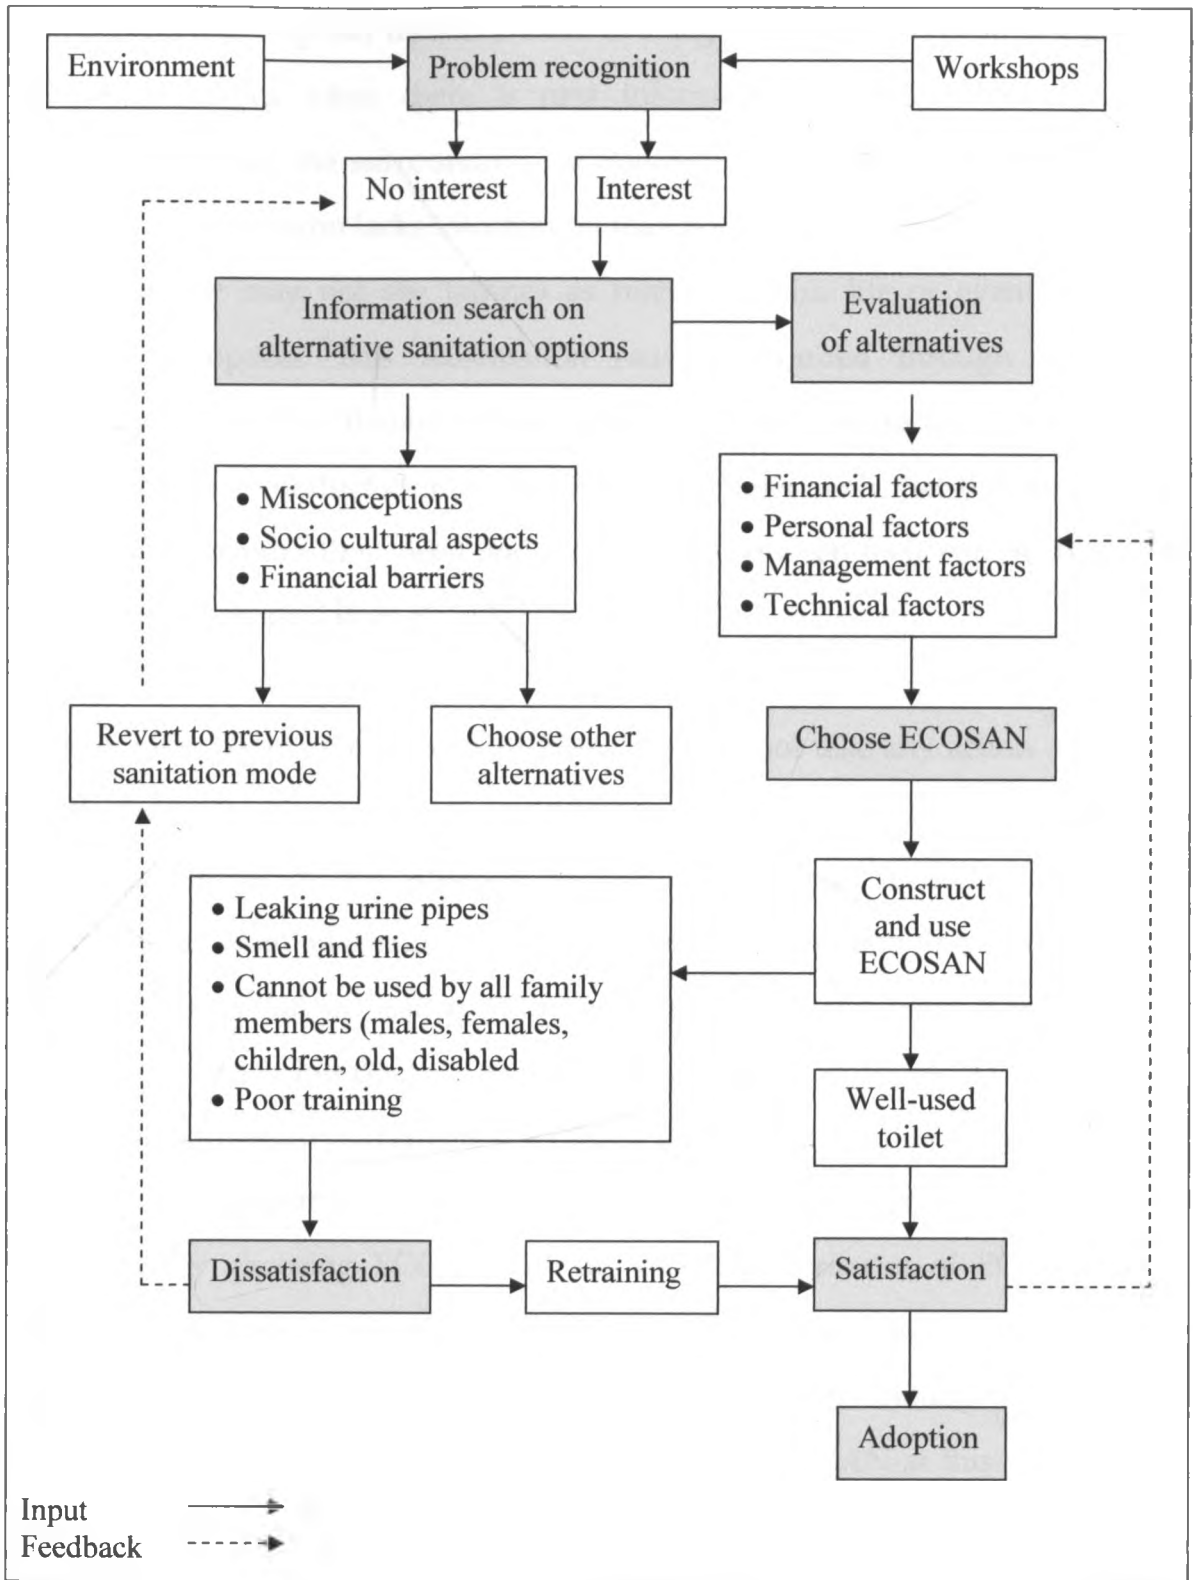 Environment
Problem recognition
Workshops
No interest
Interest
Information search on
alternative sanitation options
Evaluation
of alternatives
• Misconceptions
• Socio cultural aspects
• Financial barriers
• Financial factors
• Personal factors
• Management factors
• Technical factors
Revert to previous
sanitation mode
Choose other
alternatives
Choose ECOSAN
• Leaking urine pipes
• Smell and flies
• Cannot be used by all family
members (males, females,
children, old, disabled
• Poor training
Construct
and use
ECOSAN
Well-used
toilet
Dissatisfaction
Retraining
Satisfaction
Adoption
Input
Feedback